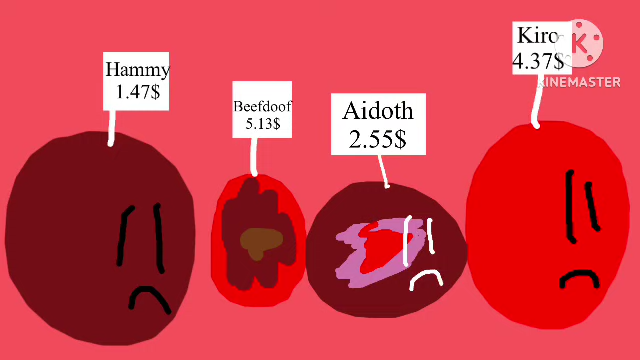 Hammy
1.47$
Beefdoof
5.13$
Aidoth
2.55$
Kiro
4.37$
KINEMASTER